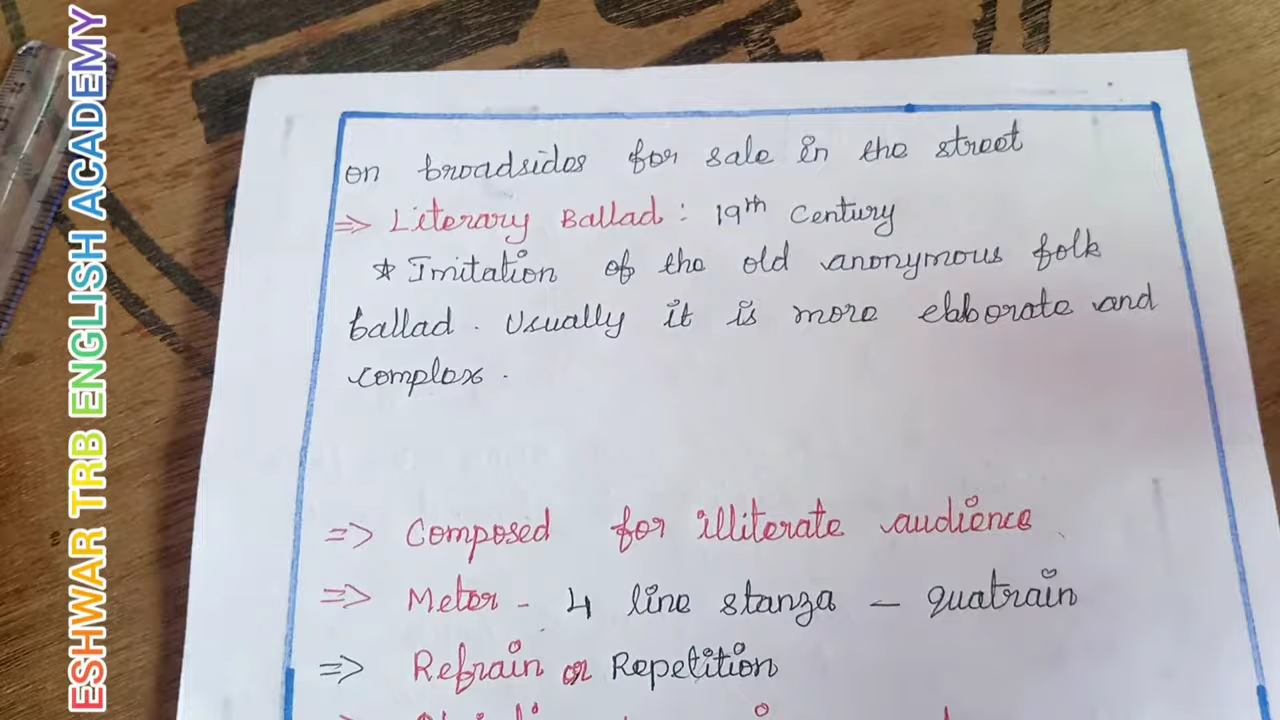 ESHWAR TRB ENGLISH ACADEMY
on broadsides for sale in the street
=> Literary Ballad : 19th Century
* Imitation of the old anonymous folk
ballad. Usually it is more elaborate and
complex.
=> Composed for illiterate audience
=> Meter - 4 line stanza - quatrain
=> Refrain or Repetition